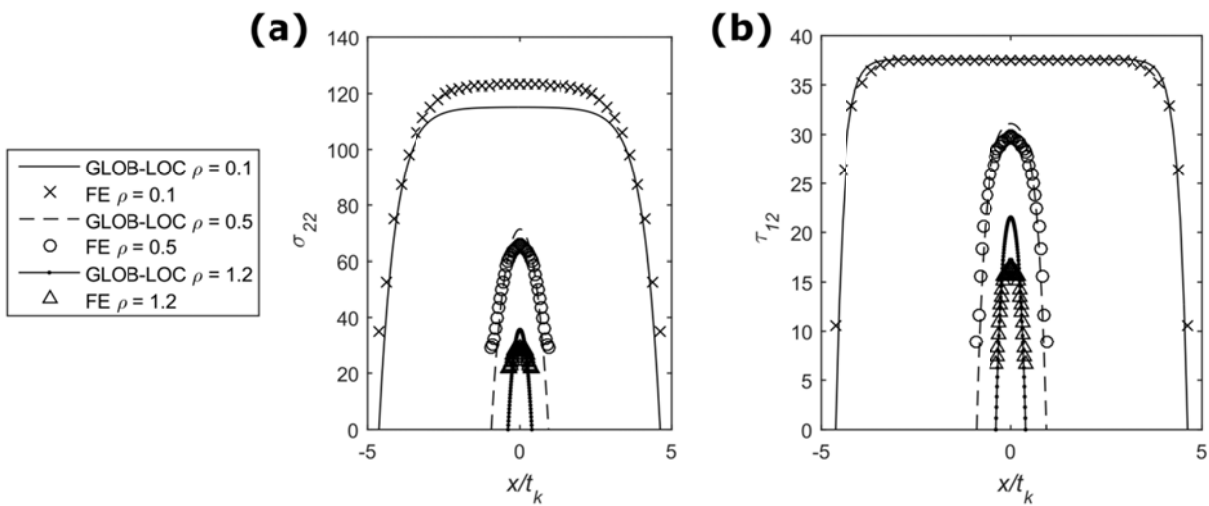 (a)
(b)
GLOB-LOC ρ = 0.1
FE ρ = 0.1
GLOB-LOC ρ = 0.5
FE ρ = 0.5
GLOB-LOC ρ = 1.2
FE ρ = 1.2
σ22
140
120
100
80
60
40
20
0
-5
0
5
x/tk
τ12
40
35
30
25
20
15
10
5
0
-5
0
5
x/tk